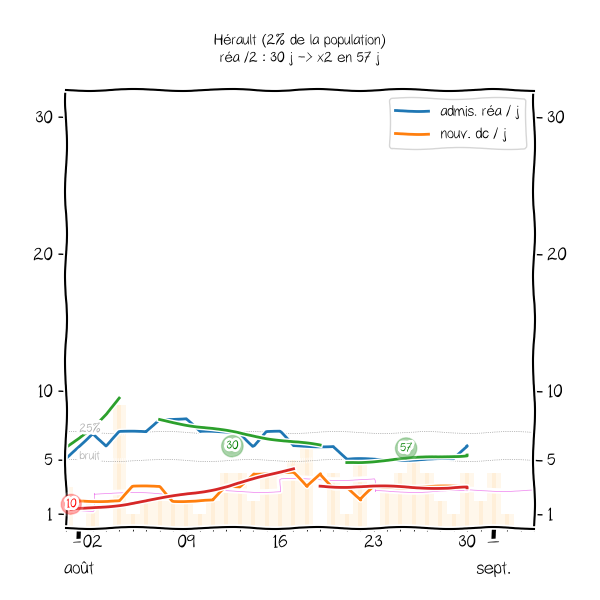 Hérault (2% de la population)
réa /2 : 30 j -> x2 en 57 j
admis. réa / j
nouv. dc / j
30 30
20 20
10 10
25%
30
57
bruit
5 5
10
1 1
02 09 16 23 30
août sept.